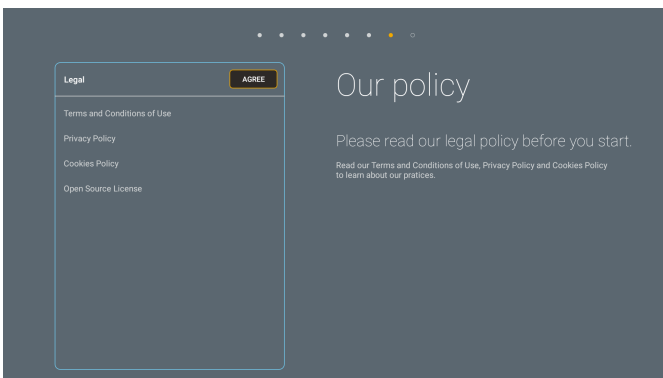 Legal
AGREE
Terms and Conditions of Use
Privacy Policy
Cookies Policy
Open Source License
Our policy
Please read our legal policy before you start.
Read our Terms and Conditions of Use, Privacy Policy and Cookies Policy
to learn about our pratices.